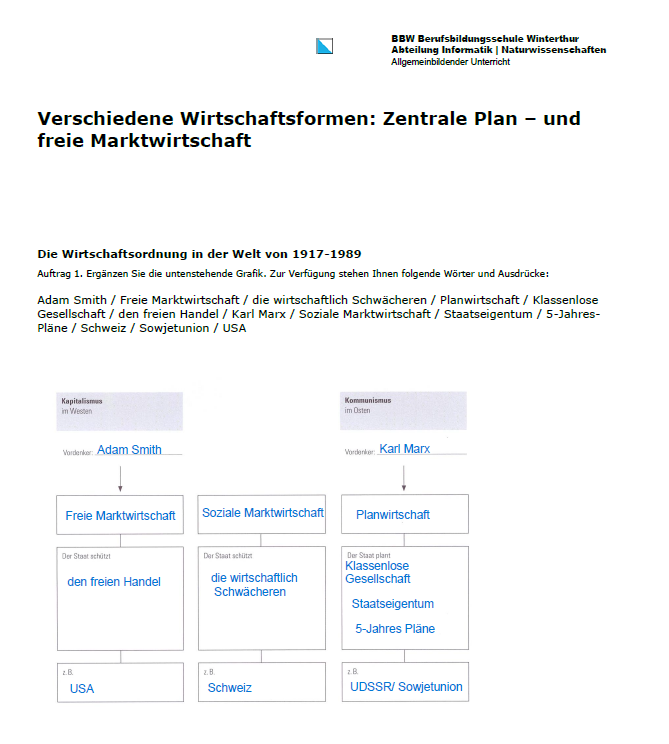 BBW Berufsbildungsschule Winterthur
Abteilung Informatik | Naturwissenschaften
Allgemeinbildender Unterricht
Verschiedene Wirtschaftsformen: Zentrale Plan – und
freie Marktwirtschaft
Die Wirtschaftsordnung in der Welt von 1917-1989
Auftrag 1. Ergänzen Sie die untenstehende Grafik. Zur Verfügung stehen Ihnen folgende Wörter und Ausdrücke:
Adam Smith / Freie Marktwirtschaft / die wirtschaftlich Schwächeren / Planwirtschaft / Klassenlose
Gesellschaft / den freien Handel / Karl Marx / Soziale Marktwirtschaft / Staatseigentum / 5-Jahres-
Pläne / Schweiz / Sowjetunion / USA
Kapitalismus
im Westen
Vordenker: Adam Smith
Kommunismus
im Osten
Vordenker: Karl Marx
Freie Marktwirtschaft
Soziale Marktwirtschaft
Planwirtschaft
Der Staat schützt
den freien Handel
Der Staat schützt
die wirtschaftlich
Schwächeren
Der Staat plant
Klassenlose
Gesellschaft
Staatseigentum
5-Jahres Pläne
z.B.
USA
z.B.
Schweiz
z.B.
UDSSR/ Sowjetunion